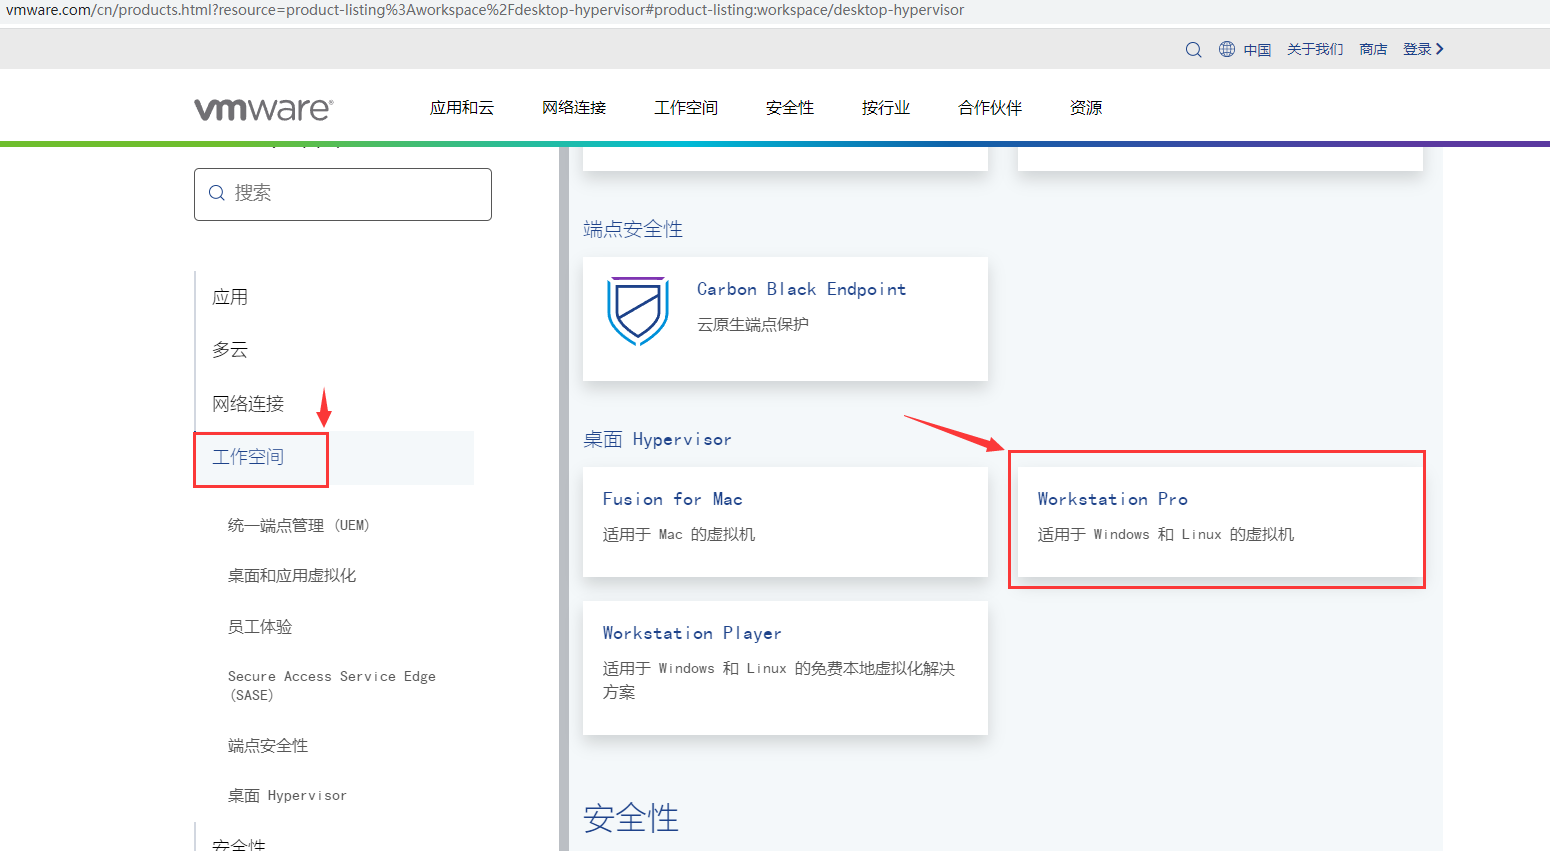 vmware.com/cn/products.html?resource=product-listing%3Aworkspace%2Fdesktop-hypervisor#product-listing:workspace/desktop-hypervisor
中国 关于我们 商店 登录
vmware®
应用和云 网络连接 工作空间 安全性 按行业 合作伙伴 资源
搜索
应用
多云
网络连接
工作空间
统一端点管理 (UEM)
桌面和应用虚拟化
员工体验
Secure Access Service Edge
(SASE)
端点安全性
桌面 Hypervisor
安全性
端点安全性
Carbon Black Endpoint
云原生端点保护
桌面 Hypervisor
Fusion for Mac
适用于 Mac 的虚拟机
Workstation Pro
适用于 Windows 和 Linux 的虚拟机
Workstation Player
适用于 Windows 和 Linux 的免费本地虚拟化解决
方案
安全性